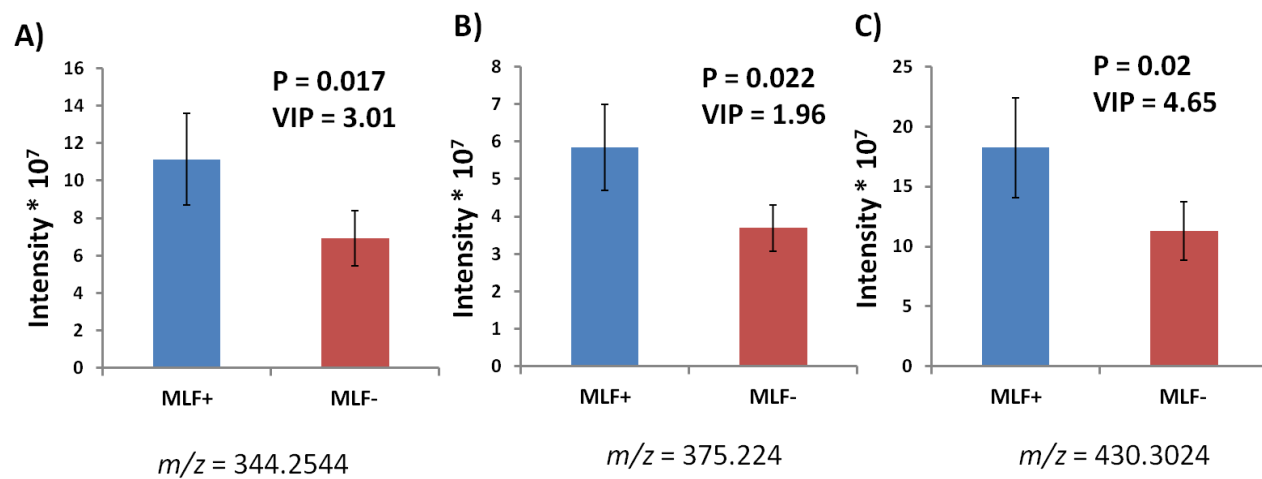 A)
P = 0.017
VIP = 3.01
Intensity * 10⁷
16
14
12
10
8
6
4
2
0
MLF+ MLF-
m/z = 344.2544
B)
P = 0.022
VIP = 1.96
Intensity * 10⁷
8
7
6
5
4
3
2
1
0
MLF+ MLF-
m/z = 375.224
C)
P = 0.02
VIP = 4.65
Intensity * 10⁷
25
20
15
10
5
0
MLF+ MLF-
m/z = 430.3024